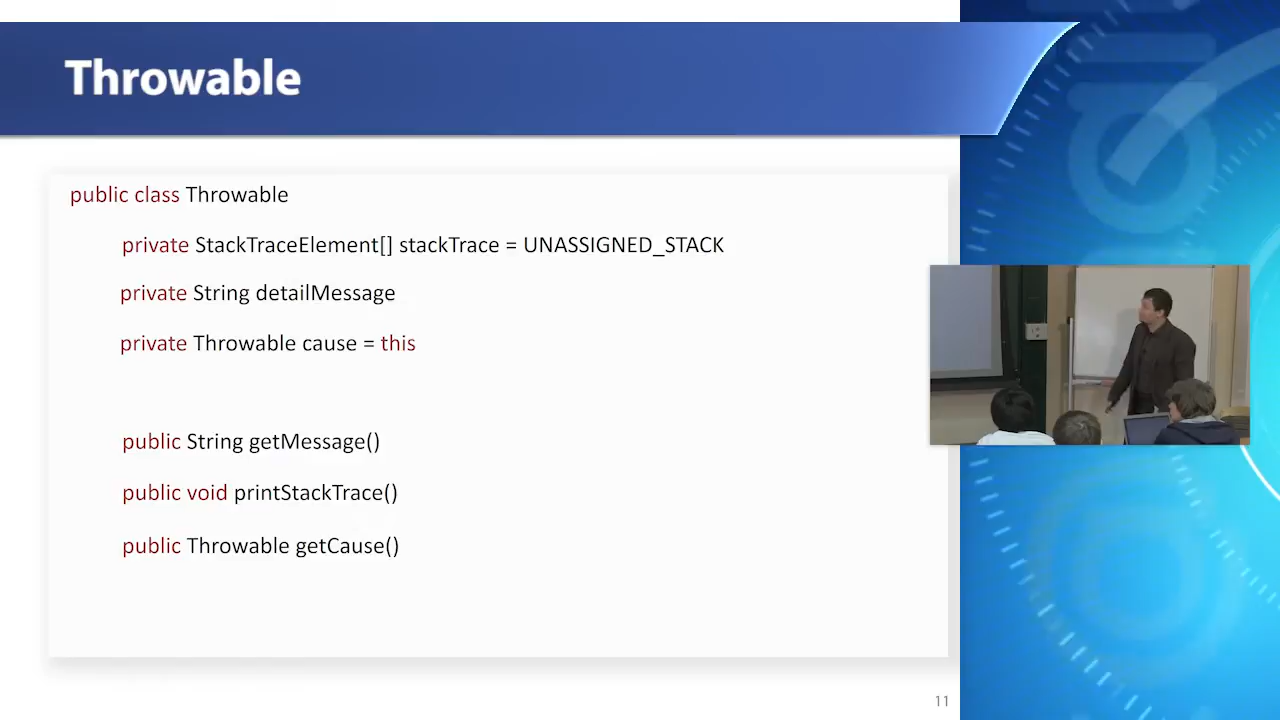 Throwable
public class Throwable
private StackTraceElement[] stackTrace = UNASSIGNED_STACK
private String detailMessage
private Throwable cause = this
public String getMessage()
public void printStackTrace()
public Throwable getCause()
11